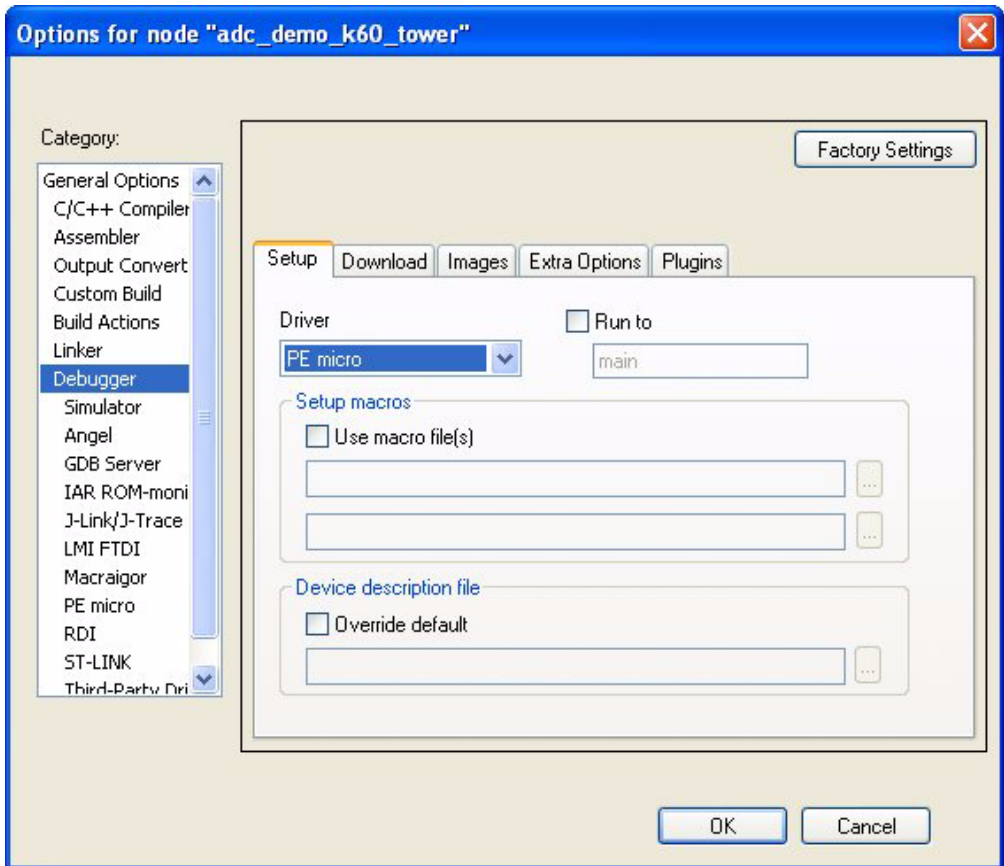 Options for node "adc_demo_k60_tower"
Category:
Factory Settings
General Options
C/C++ Compiler
Assembler
Output Convert
Custom Build
Build Actions
Linker
Debugger
Simulator
Angel
GDB Server
IAR ROM-moni
J-Link/J-Trace
LMI FTDI
Macraigor
PE micro
RDI
ST-LINK
Third-Party Dri
Setup Download Images Extra Options Plugins
Driver
Run to
PE micro
main
Setup macros
Use macro file(s)
...
...
Device description file
Override default
...
OK Cancel